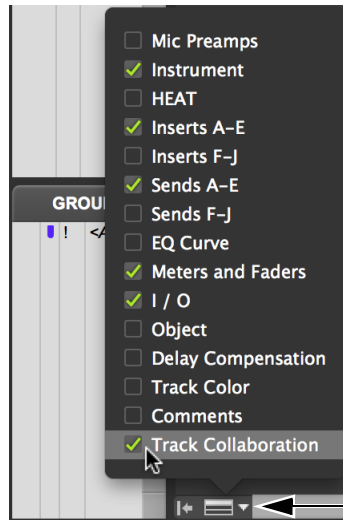 Mic Preamps
Instrument
HEAT
Inserts A-E
Inserts F-J
Sends A-E
Sends F-J
EQ Curve
Meters and Faders
I / O
Object
Delay Compensation
Track Color
Comments
Track Collaboration
GROU
! <A